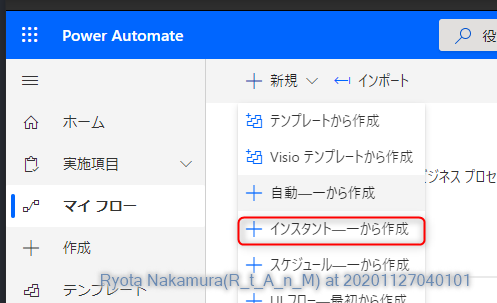 Power Automate
役
新規
インポート
ホーム
テンプレートから作成
Visio テンプレートから作成
実施項目
ビジネス プロセ
自動—一から作成
マイ フロー
インスタント—一から作成
作成
スケジュール—一から作成
Ryota Nakamura(R_t_A_n_M) at 20201127040101
テンプレート
UI フロー—最初から作成